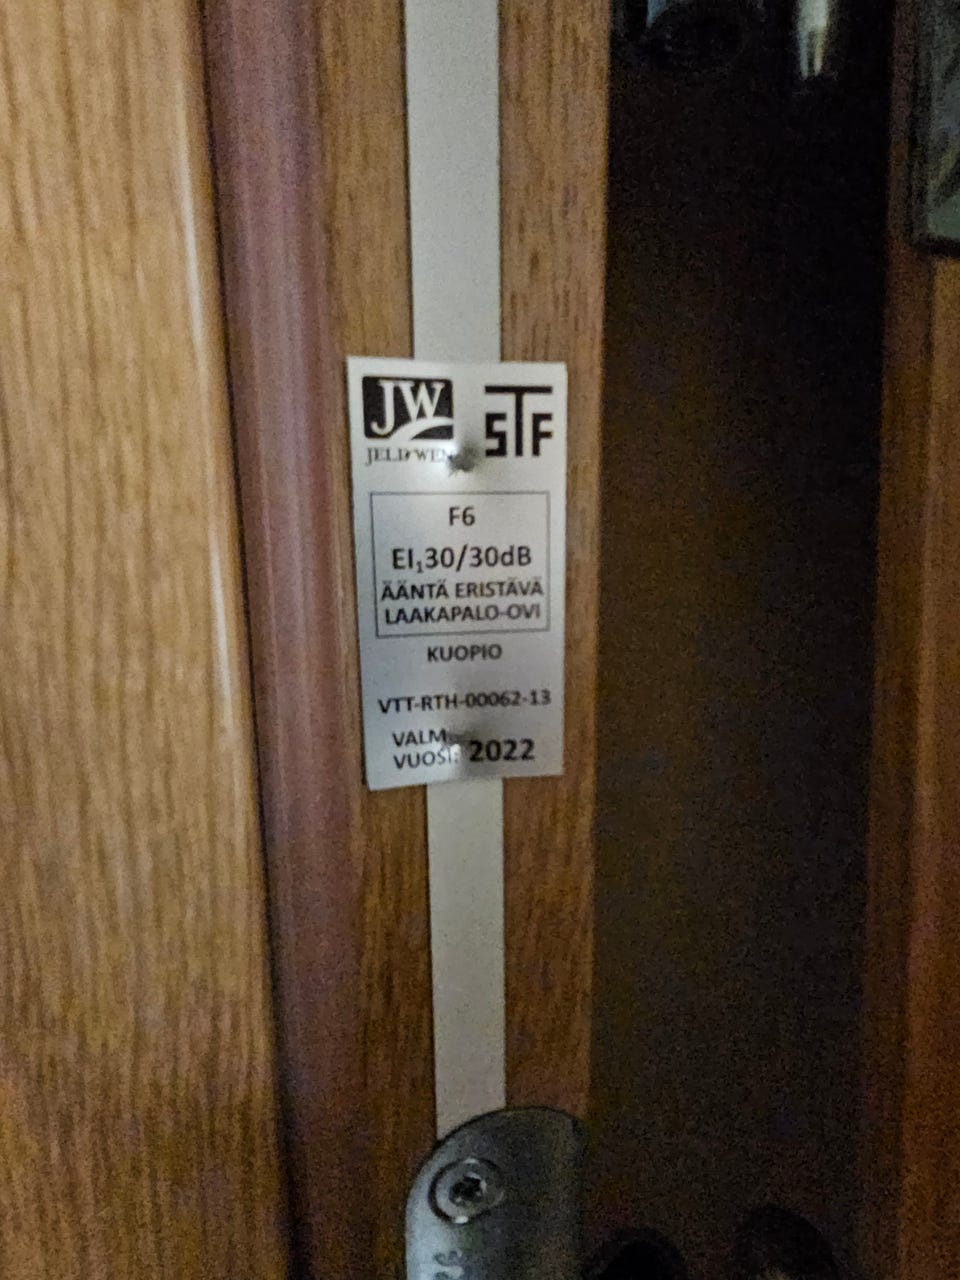 JW
JELD WEN
STF
F6
EI₁30/30dB
ÄÄNTÄ ERISTÄVÄ
LAAKAPALO-OVI
KUOPIO
VTT-RTH-00062-13
VALM.
VUOSI: 2022